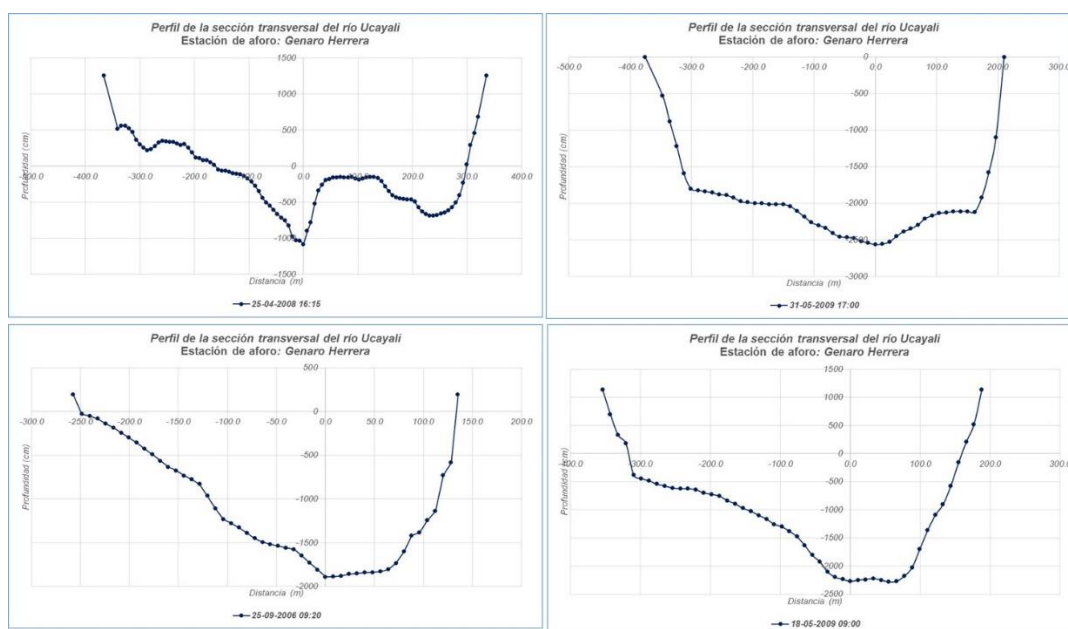 Perfil de la sección transversal del río Ucayali
Estación de aforo: Genaro Herrera
1500
1000
500
0
-500
-1000
-1500
-500.0 -400.0 -300.0 -200.0 -100.0 0.0 100.0 200.0 300.0 400.0
Profundidad (cm)
Distancia (m)
25-04-2008 16:15
Perfil de la sección transversal del río Ucayali
Estación de aforo: Genaro Herrera
0
-500
-1000
-1500
-2000
-2500
-3000
-500.0 -400.0 -300.0 -200.0 -100.0 0.0 100.0 200.0 300.0
Profundidad (cm)
Distancia (m)
31-05-2009 17:00
Perfil de la sección transversal del río Ucayali
Estación de aforo: Genaro Herrera
500
0
-500
-1000
-1500
-2000
-300.0 -250.0 -200.0 -150.0 -100.0 -50.0 0.0 50.0 100.0 150.0 200.0
Profundidad (cm)
Distancia (m)
25-09-2006 09:20
Perfil de la sección transversal del río Ucayali
Estación de aforo: Genaro Herrera
1500
1000
500
0
-500
-1000
-1500
-2000
-2500
-400.0 -300.0 -200.0 -100.0 0.0 100.0 200.0 300.0
Profundidad (cm)
Distancia (m)
18-05-2009 09:00